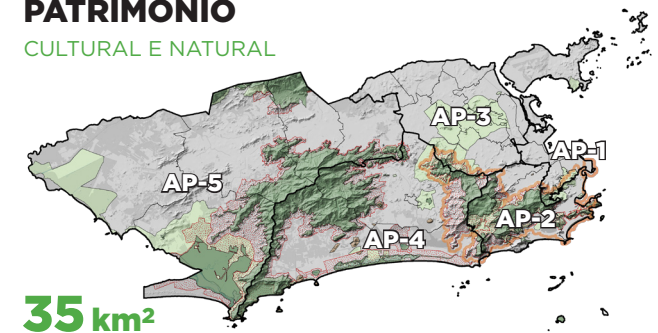 PATRIMÔNIO
CULTURAL E NATURAL
AP-3
AP-1
AP-5
AP-2
AP-4
35 km²